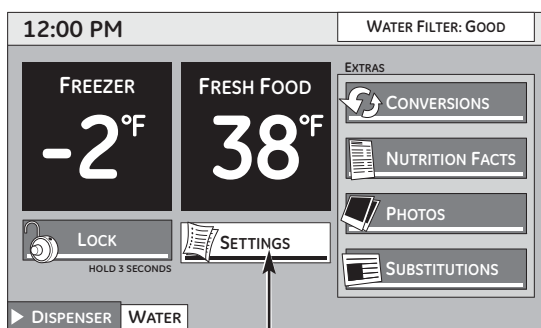 12:00 PM
WATER FILTER: GOOD
FREEZER
-2°F
FRESH FOOD
38°F
LOCK
HOLD 3 SECONDS
SETTINGS
EXTRAS
CONVERSIONS
NUTRITION FACTS
PHOTOS
SUBSTITUTIONS
DISPENSER
WATER